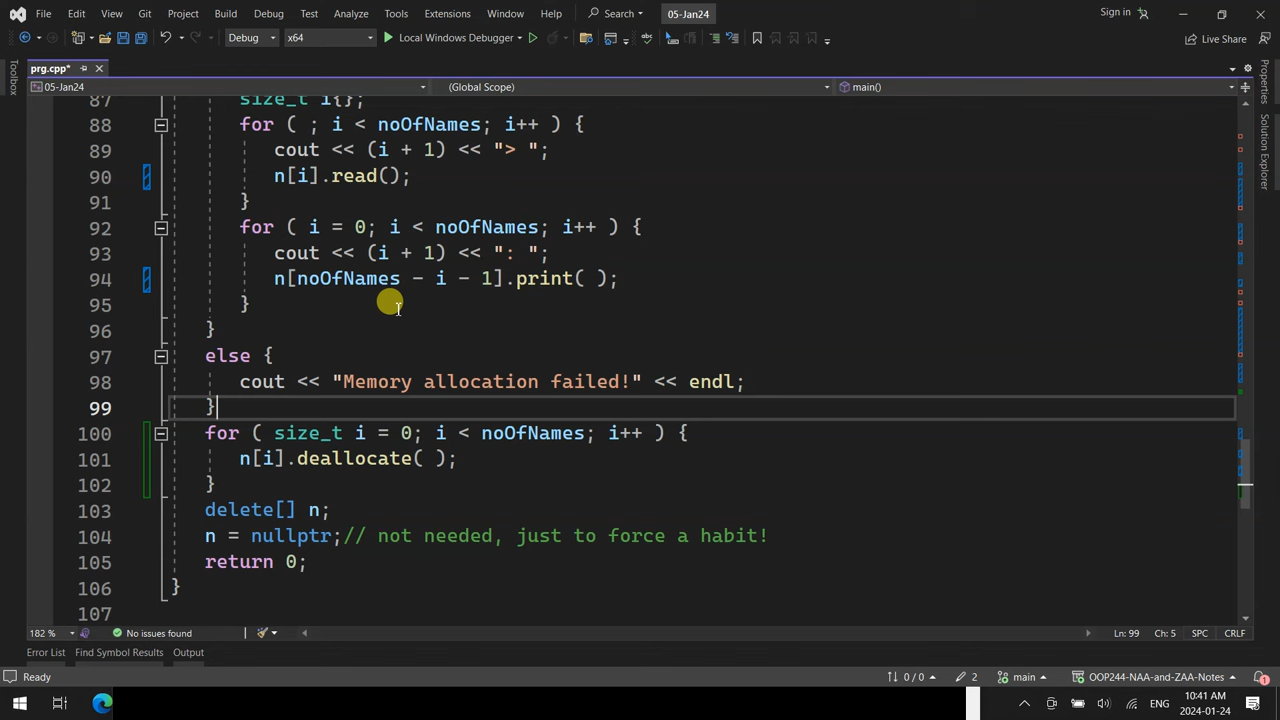 File Edit View Git Project Build Debug Test Analyze Tools Extensions Window Help Search 05-Jan24 Sign in
Debug x64 Local Windows Debugger Live Share
prg.cpp*
05-Jan24 (Global Scope) main()
Toolbox
Properties
Solution Explorer
87 size_t i{};
88 for ( ; i < noOfNames; i++ ) {
89 cout << (i + 1) << "> ";
90 n[i].read();
91 }
92 for ( i = 0; i < noOfNames; i++ ) {
93 cout << (i + 1) << ": ";
94 n[noOfNames - i - 1].print( );
95 }
96 }
97 else {
98 cout << "Memory allocation failed!" << endl;
99 }
100 for ( size_t i = 0; i < noOfNames; i++ ) {
101 n[i].deallocate( );
102 }
103 delete[] n;
104 n = nullptr;// not needed, just to force a habit!
105 return 0;
106 }
107
182 % No issues found Ln: 99 Ch: 5 SPC CRLF
Error List Find Symbol Results Output
Ready 0 / 0 2 main OOP244-NAA-and-ZAA-Notes 1
ENG 10:41 AM
2024-01-24